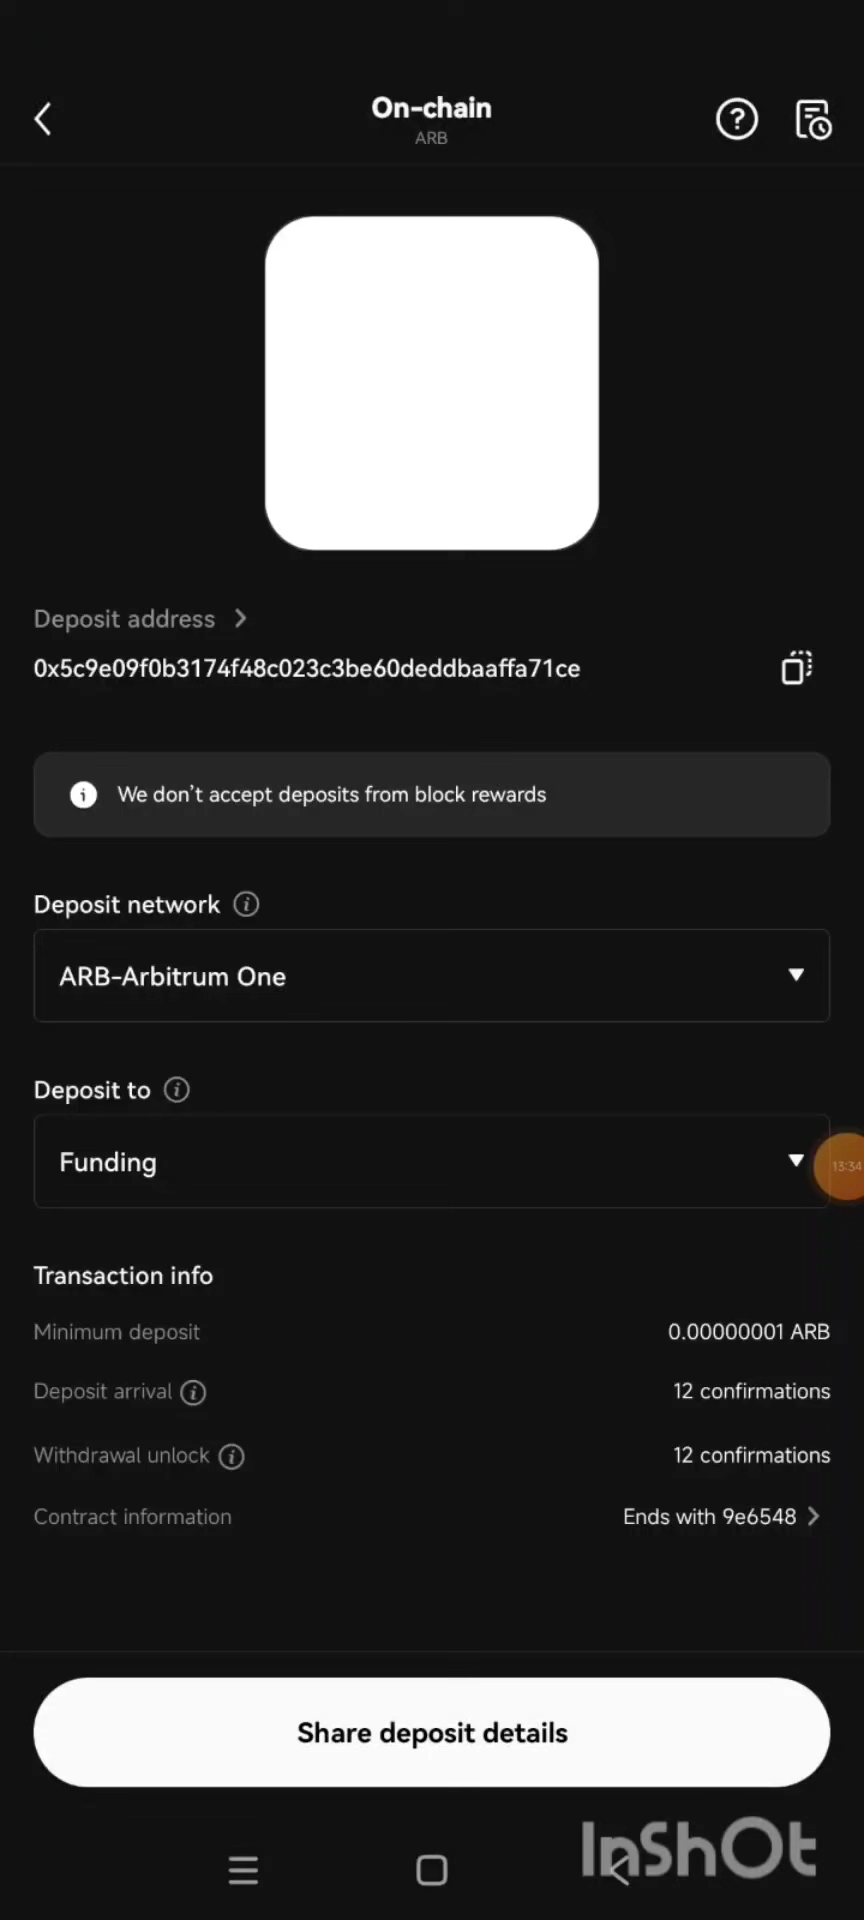 On-chain
ARB
Deposit address
0x5c9e09f0b3174f48c023c3be60deddbaaffa71ce
We don't accept deposits from block rewards
Deposit network
ARB-Arbitrum One
Deposit to
Funding
13:34
Transaction info
Minimum deposit 0.00000001 ARB
Deposit arrival 12 confirmations
Withdrawal unlock 12 confirmations
Contract information Ends with 9e6548
Share deposit details
InShOt